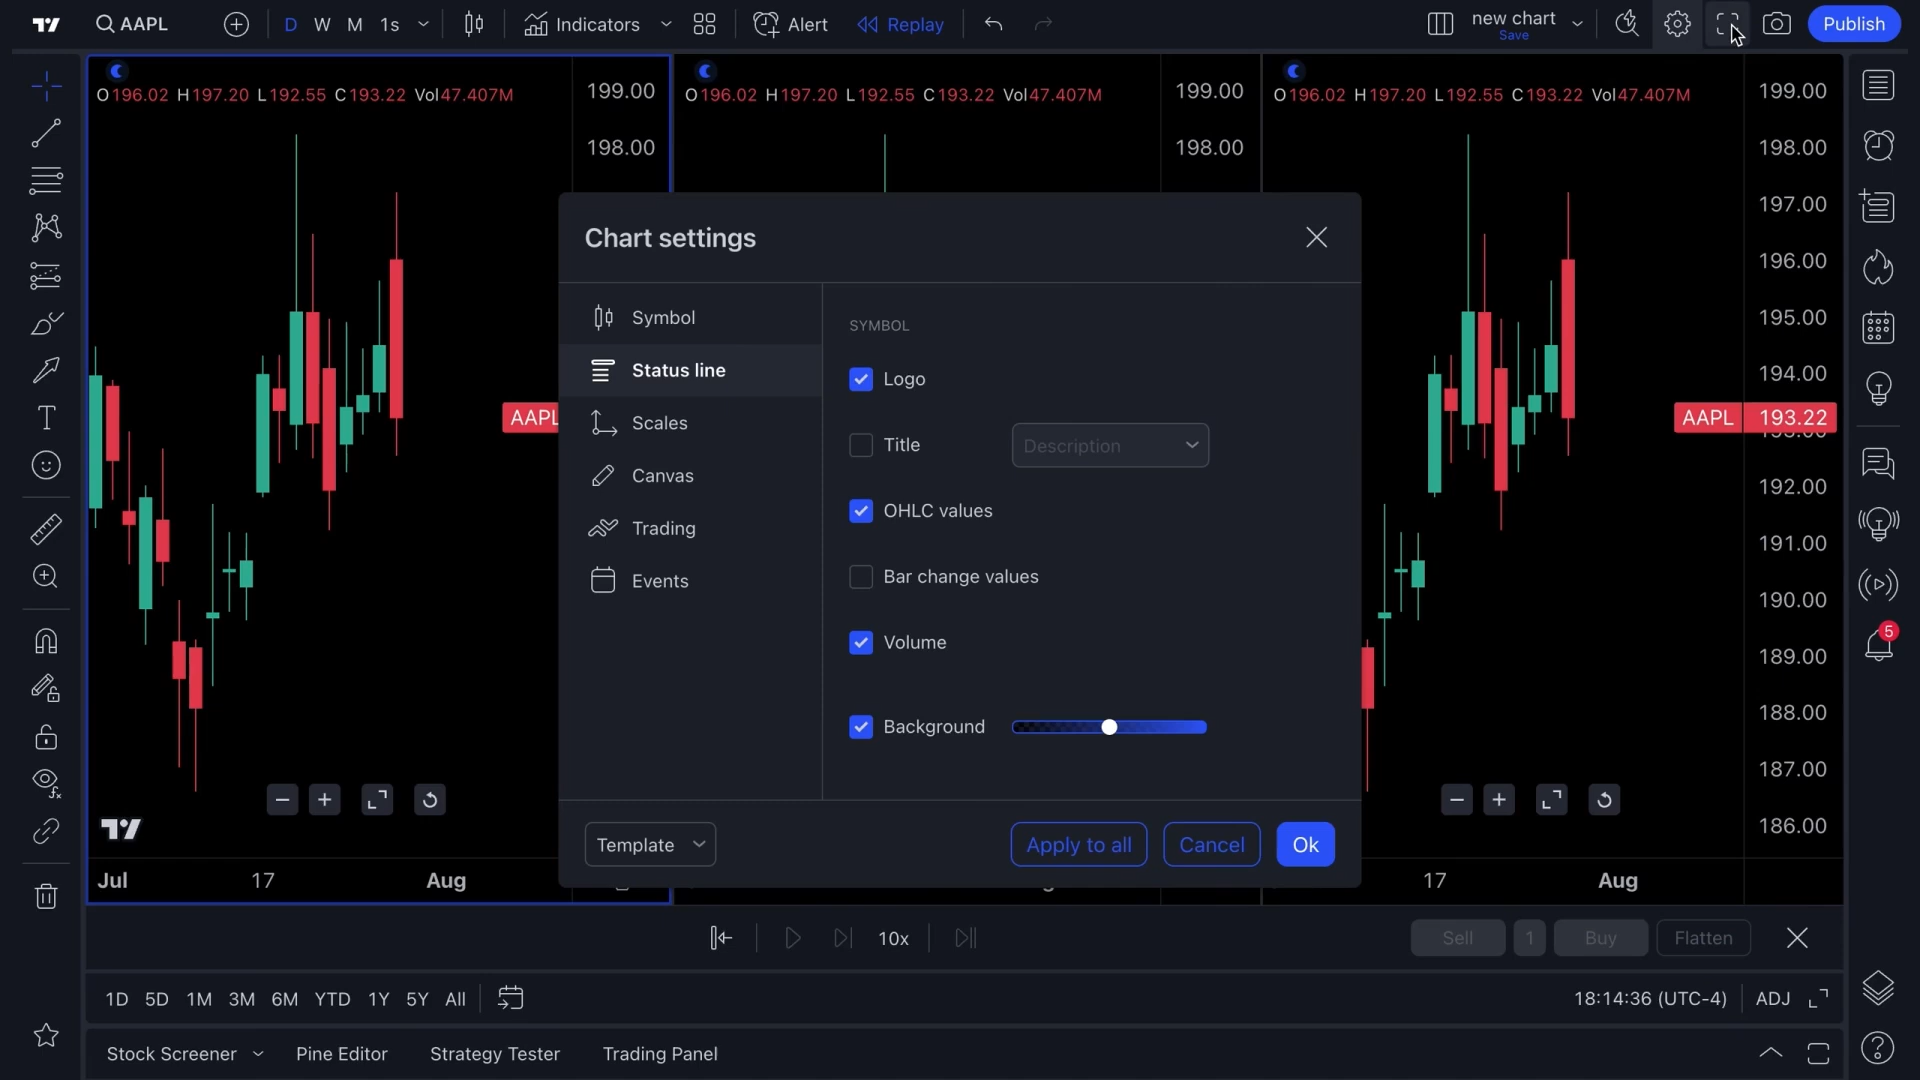 AAPL
D W M 1s Indicators Alert Replay
new chart
Save
Publish
O196.02 H197.20 L192.55 C193.22 Vol47.407M
199.00
198.00
AAPL
Jul 17 Aug
O196.02 H197.20 L192.55 C193.22 Vol47.407M
199.00
198.00
O196.02 H197.20 L192.55 C193.22 Vol47.407M
199.00
198.00
197.00
196.00
195.00
194.00
AAPL 193.22
192.00
191.00
190.00
189.00
188.00
187.00
186.00
17 Aug
5
Chart settings
Symbol
Status line
Scales
Canvas
Trading
Events
SYMBOL
Logo
Title Description
OHLC values
Bar change values
Volume
Background
Template Apply to all Cancel Ok
10x
Sell 1 Buy Flatten
1D 5D 1M 3M 6M YTD 1Y 5Y All
18:14:36 (UTC-4) ADJ
Stock Screener Pine Editor Strategy Tester Trading Panel